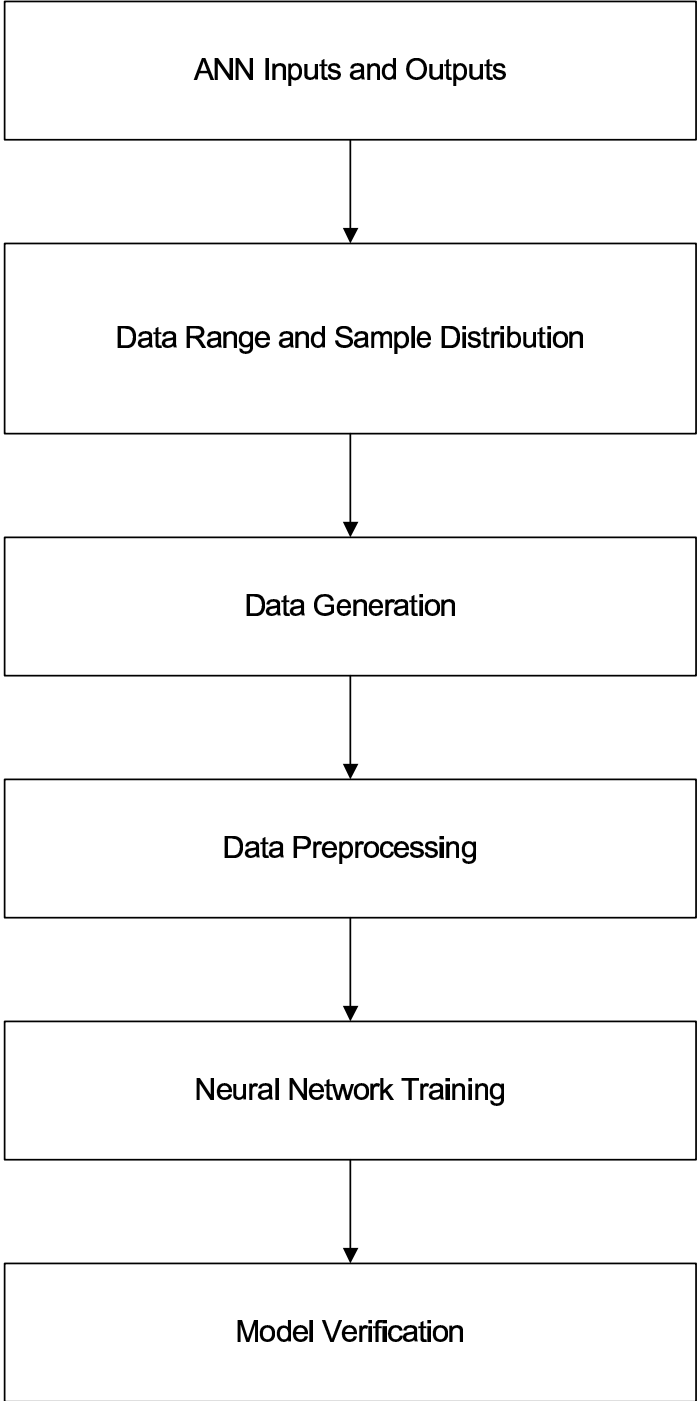 ANN Inputs and Outputs
Data Range and Sample Distribution
Data Generation
Data Preprocessing
Neural Network Training
Model Verification